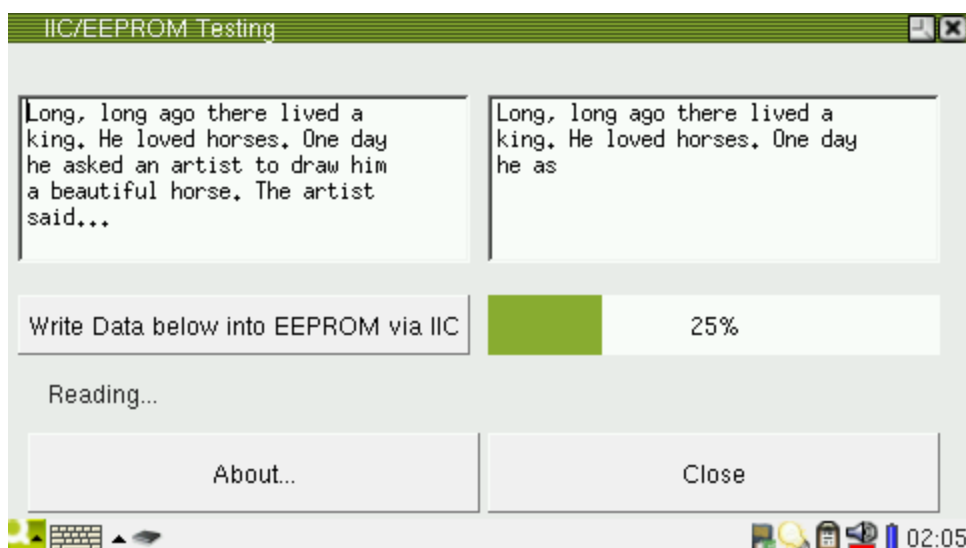 IIC/EEPROM Testing
Long, long ago there lived a
king. He loved horses. One day
he asked an artist to draw him
a beautiful horse. The artist
said...
Long, long ago there lived a
king. He loved horses. One day
he as
Write Data below into EEPROM via IIC
25%
Reading...
About...
Close
02:05